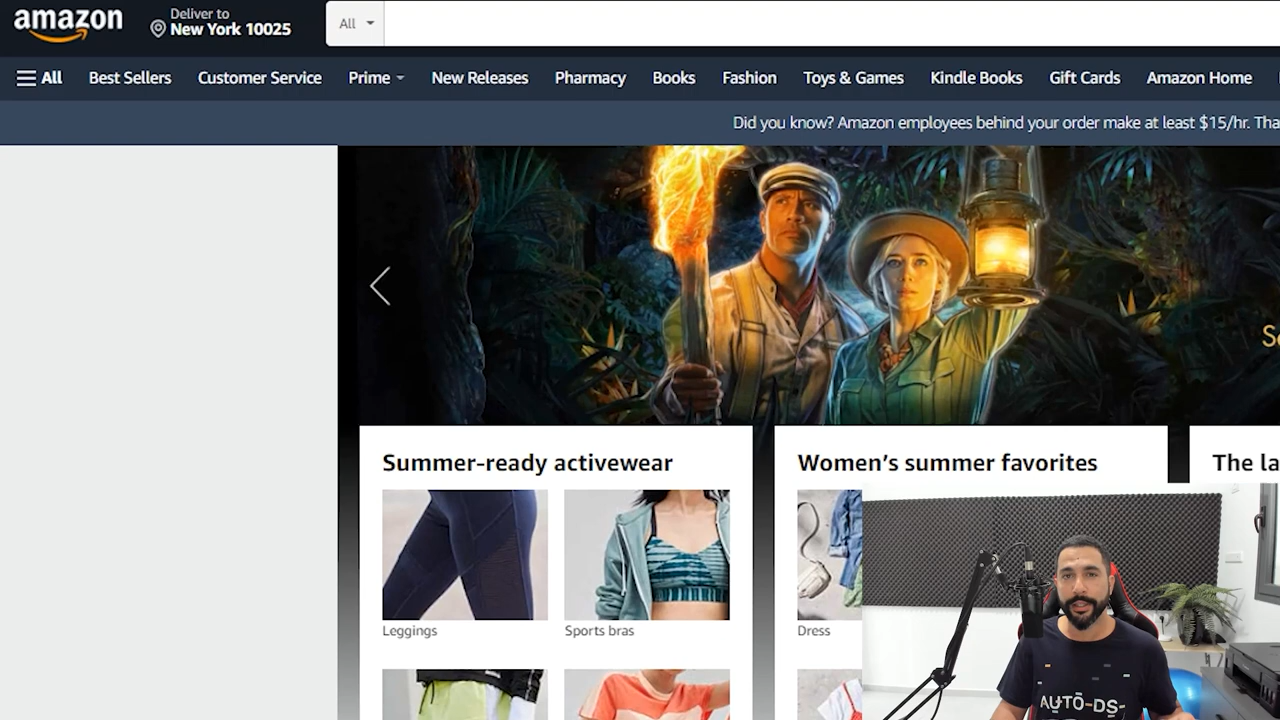 amazon
Deliver to
New York 10025
All
All
Best Sellers
Customer Service
Prime
New Releases
Pharmacy
Books
Fashion
Toys & Games
Kindle Books
Gift Cards
Amazon Home
Did you know? Amazon employees behind your order make at least $15/hr. Tha
Summer-ready activewear
Women's summer favorites
The la
Leggings
Sports bras
Dress
AUTO-DS-